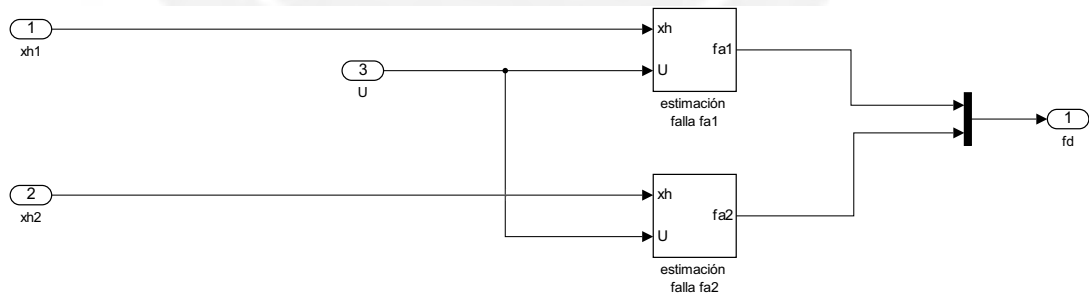 1
xh1
3
U
xh
U
fa1
estimación
falla fa1
1
fd
2
xh2
xh
U
fa2
estimación
falla fa2